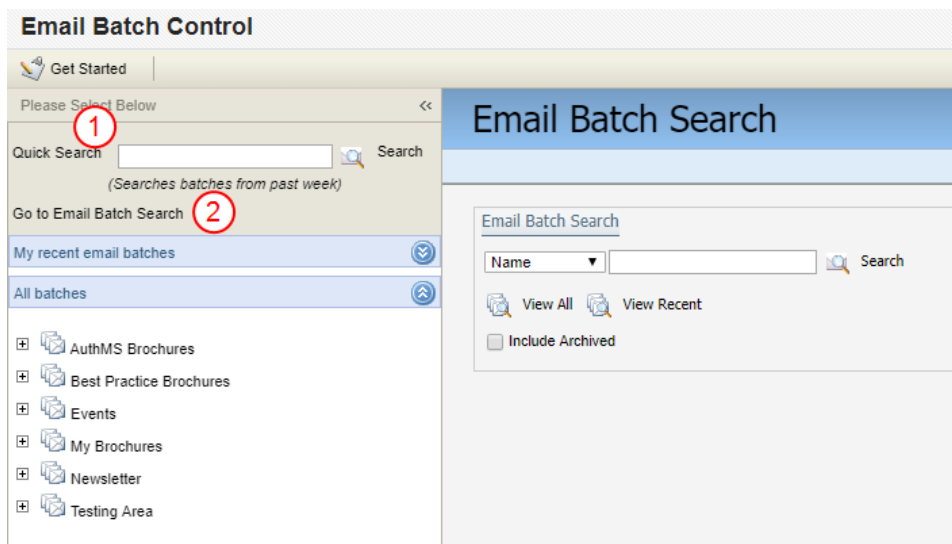 Email Batch Control
Get Started
Please Select Below
<<
1
Quick Search
Search
(Searches batches from past week)
Go to Email Batch Search
2
My recent email batches
All batches
AuthMS Brochures
Best Practice Brochures
Events
My Brochures
Newsletter
Testing Area
Email Batch Search
Email Batch Search
Name
Search
View All
View Recent
Include Archived